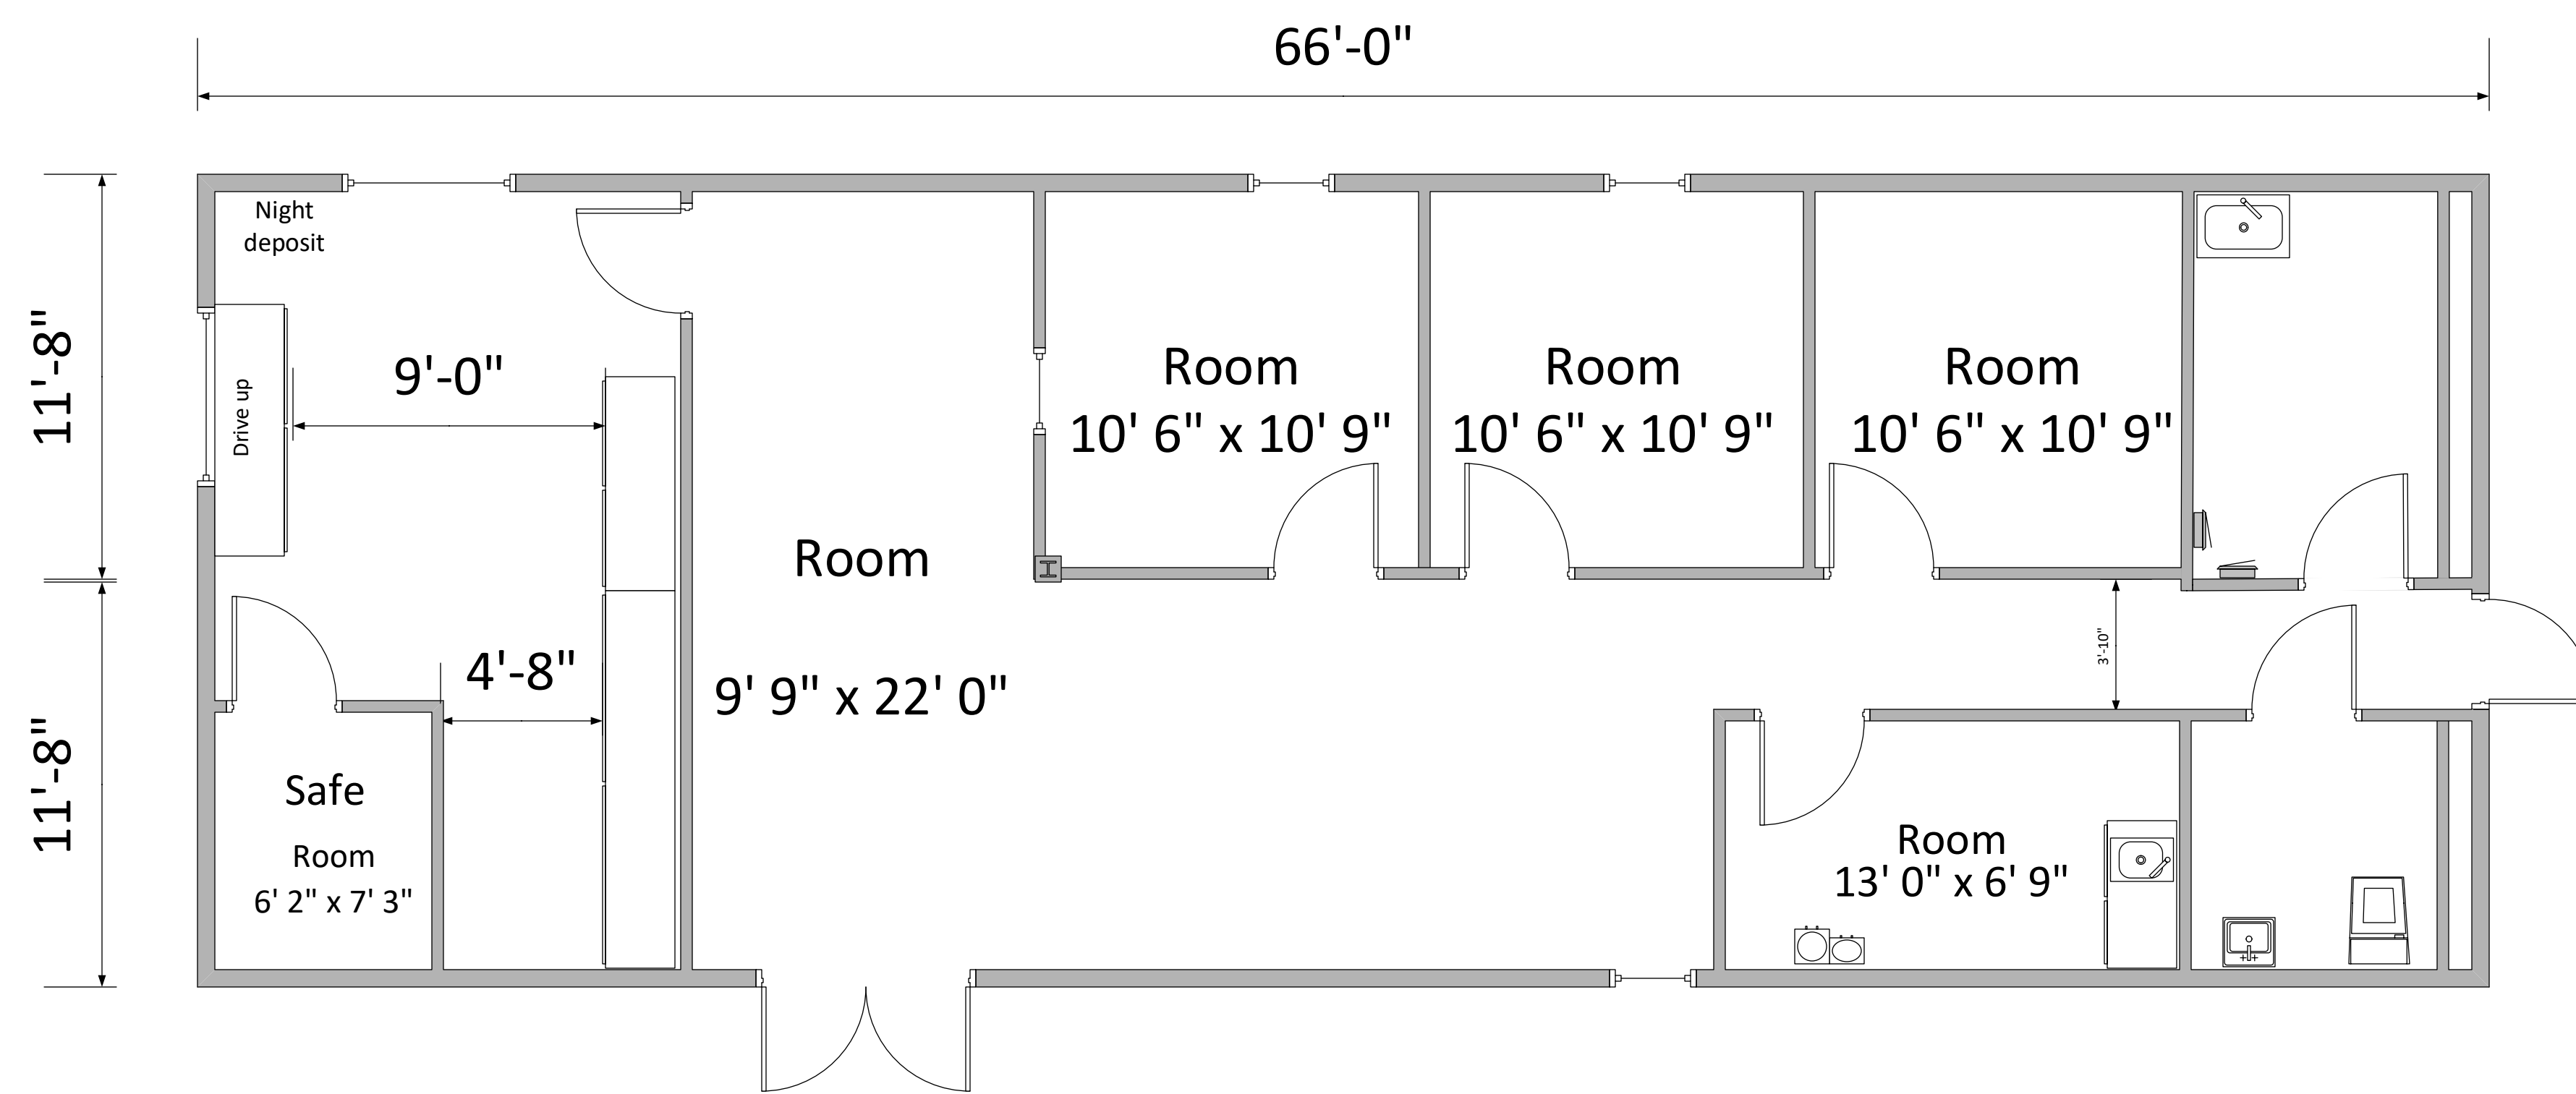 66'-0"
Night
deposit
11'-8"
Drive up
9'-0"
Room
10' 6" x 10' 9"
Room
10' 6" x 10' 9"
Room
10' 6" x 10' 9"
Room
9' 9" x 22' 0"
3'-10"
4'-8"
11'-8"
Safe
Room
6' 2" x 7' 3"
Room
13' 0" x 6' 9"